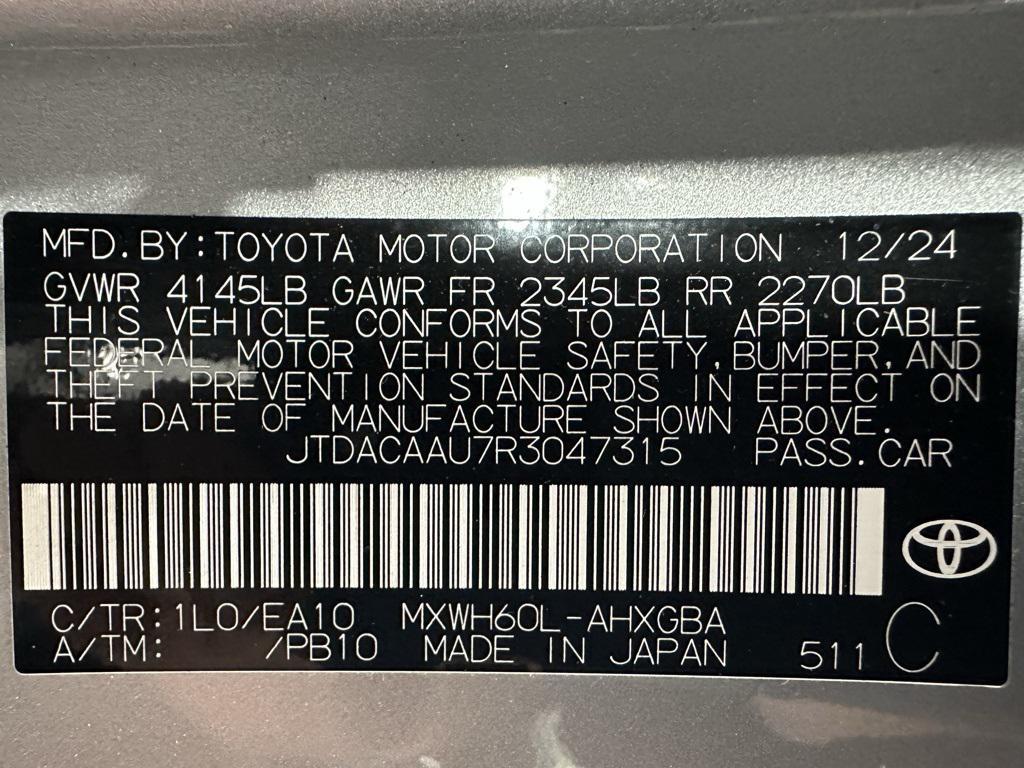 MFD.BY:TOYOTA MOTOR CORPORATION 12/24
GVWR 4145LB GAWR FR 2345LB RR 2270LB
THIS VEHICLE CONFORMS TO ALL APPLICABLE
FEDERAL MOTOR VEHICLE SAFETY,BUMPER,AND
THEFT PREVENTION STANDARDS IN EFFECT ON
THE DATE OF MANUFACTURE SHOWN ABOVE.
JTDACAAU7R3047315 PASS.CAR
C/TR:1L0/EA10 MXWH60L-AHXGBA
A/TM: /PB10 MADE IN JAPAN 511 C